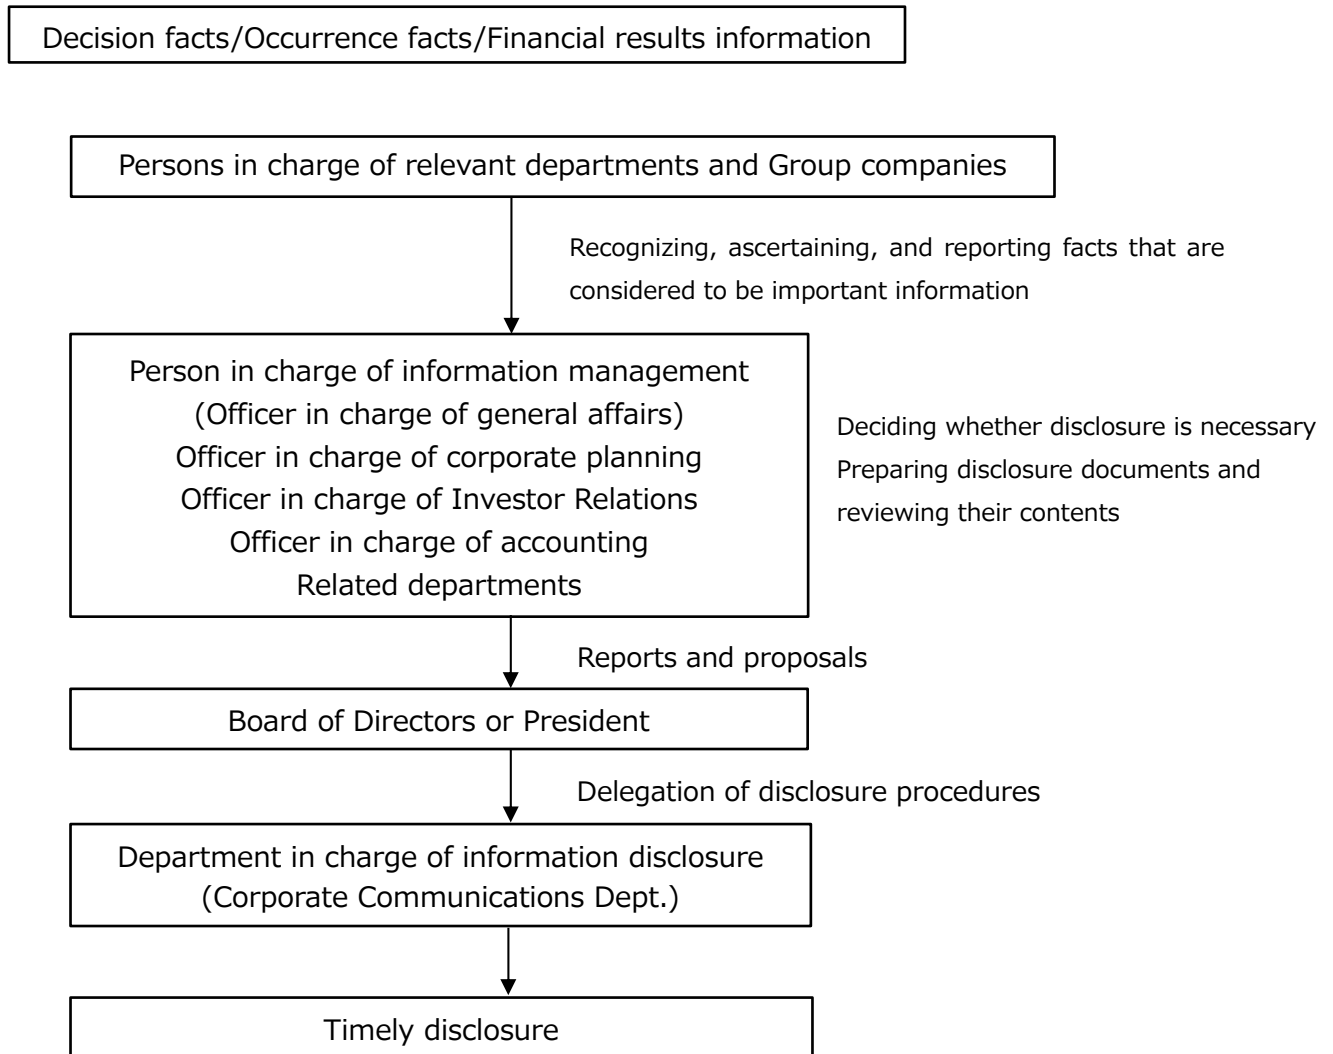 Decision facts/Occurrence facts/Financial results information
Persons in charge of relevant departments and Group companies
Recognizing, ascertaining, and reporting facts that are
considered to be important information
Person in charge of information management
(Officer in charge of general affairs)
Officer in charge of corporate planning
Officer in charge of Investor Relations
Officer in charge of accounting
Related departments
Deciding whether disclosure is necessary
Preparing disclosure documents and
reviewing their contents
Reports and proposals
Board of Directors or President
Delegation of disclosure procedures
Department in charge of information disclosure
(Corporate Communications Dept.)
Timely disclosure